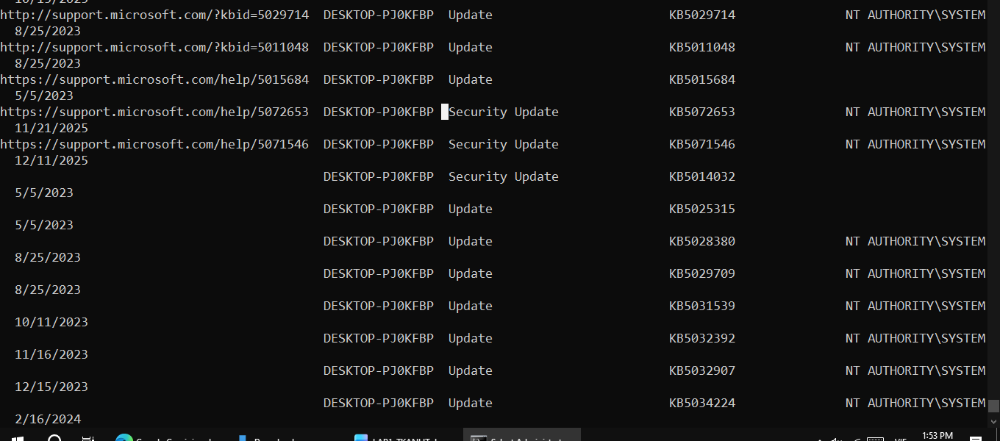 10/15/2023
http://support.microsoft.com/?kbid=5029714 DESKTOP-PJ0KFBP Update KB5029714 NT AUTHORITY\SYSTEM
8/25/2023
http://support.microsoft.com/?kbid=5011048 DESKTOP-PJ0KFBP Update KB5011048 NT AUTHORITY\SYSTEM
8/25/2023
https://support.microsoft.com/help/5015684 DESKTOP-PJ0KFBP Update KB5015684
5/5/2023
https://support.microsoft.com/help/5072653 DESKTOP-PJ0KFBP Security Update KB5072653 NT AUTHORITY\SYSTEM
11/21/2025
https://support.microsoft.com/help/5071546 DESKTOP-PJ0KFBP Security Update KB5071546 NT AUTHORITY\SYSTEM
12/11/2025
DESKTOP-PJ0KFBP Security Update KB5014032
5/5/2023
DESKTOP-PJ0KFBP Update KB5025315
5/5/2023
DESKTOP-PJ0KFBP Update KB5028380 NT AUTHORITY\SYSTEM
8/25/2023
DESKTOP-PJ0KFBP Update KB5029709 NT AUTHORITY\SYSTEM
8/25/2023
DESKTOP-PJ0KFBP Update KB5031539 NT AUTHORITY\SYSTEM
10/11/2023
DESKTOP-PJ0KFBP Update KB5032392 NT AUTHORITY\SYSTEM
11/16/2023
DESKTOP-PJ0KFBP Update KB5032907 NT AUTHORITY\SYSTEM
12/15/2023
DESKTOP-PJ0KFBP Update KB5034224 NT AUTHORITY\SYSTEM
2/16/2024
1:53 PM